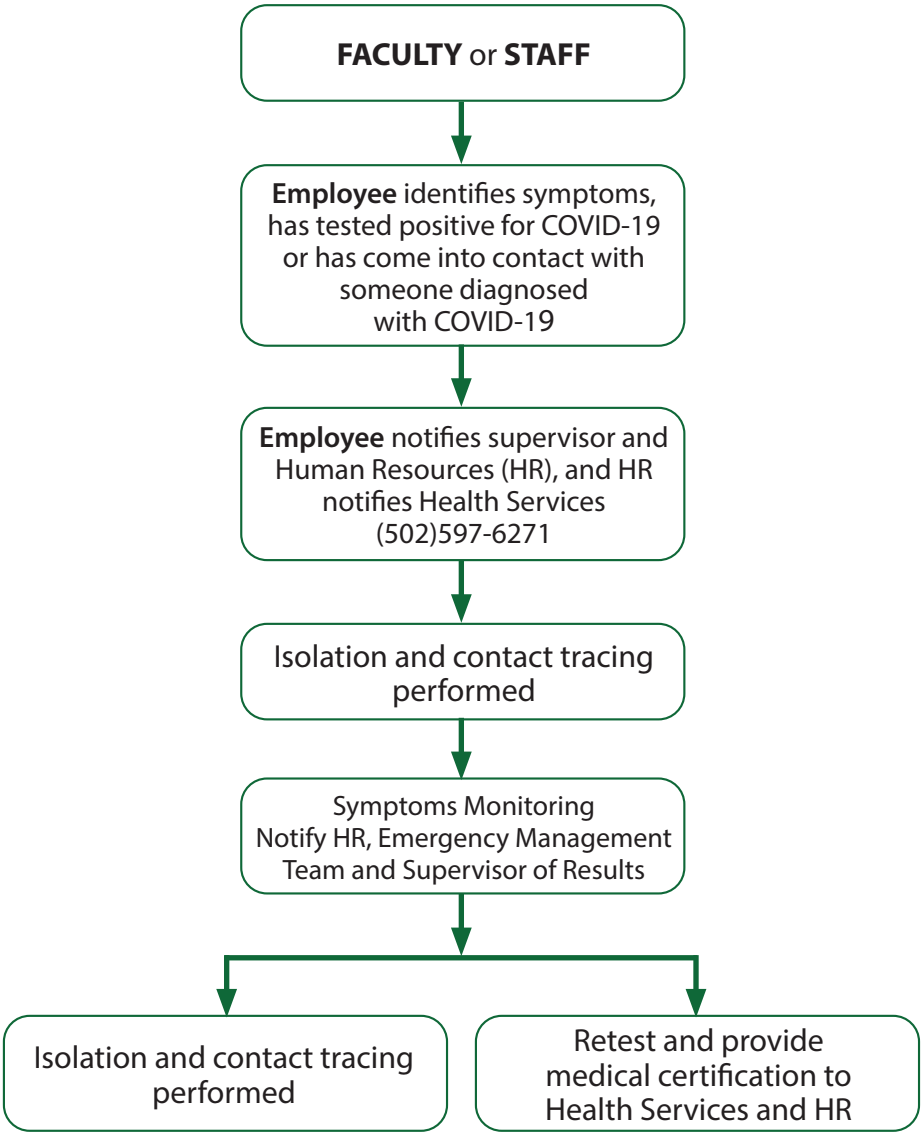 FACULTY or STAFF
Employee identifies symptoms,
has tested positive for COVID-19
or has come into contact with
someone diagnosed
with COVID-19
Employee notifies supervisor and
Human Resources (HR), and HR
notifies Health Services
(502)597-6271
Isolation and contact tracing
performed
Symptoms Monitoring
Notify HR, Emergency Management
Team and Supervisor of Results
Isolation and contact tracing
performed
Retest and provide
medical certification to
Health Services and HR